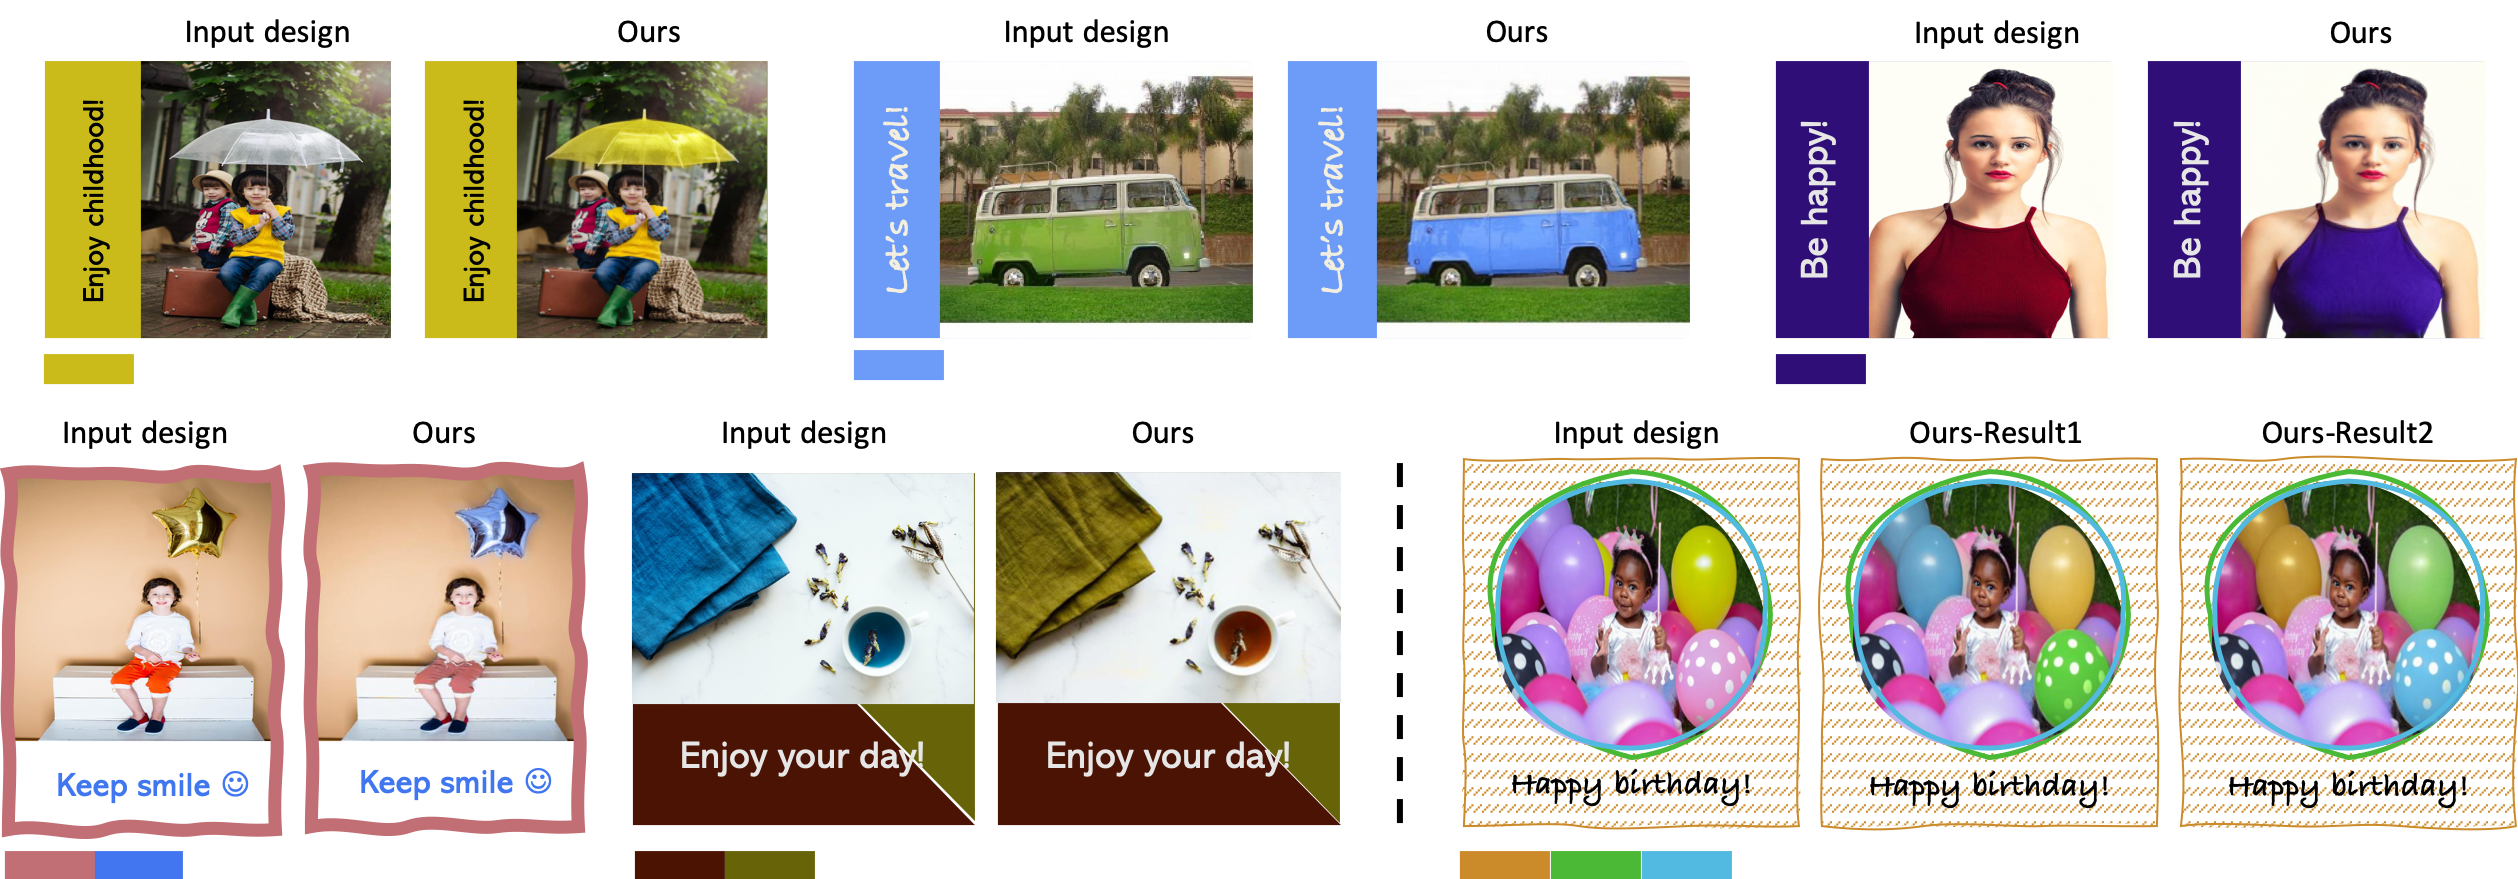 Input design
Ours
Input design
Ours
Input design
Ours
Enjoy childhood!
Enjoy childhood!
Let's travel!
Let's travel!
Be happy!
Be happy!
Input design
Ours
Input design
Ours
Input design
Ours-Result1
Ours-Result2
Keep smile ☺
Keep smile ☺
Enjoy your day!
Enjoy your day!
Happy birthday!
Happy birthday!
Happy birthday!